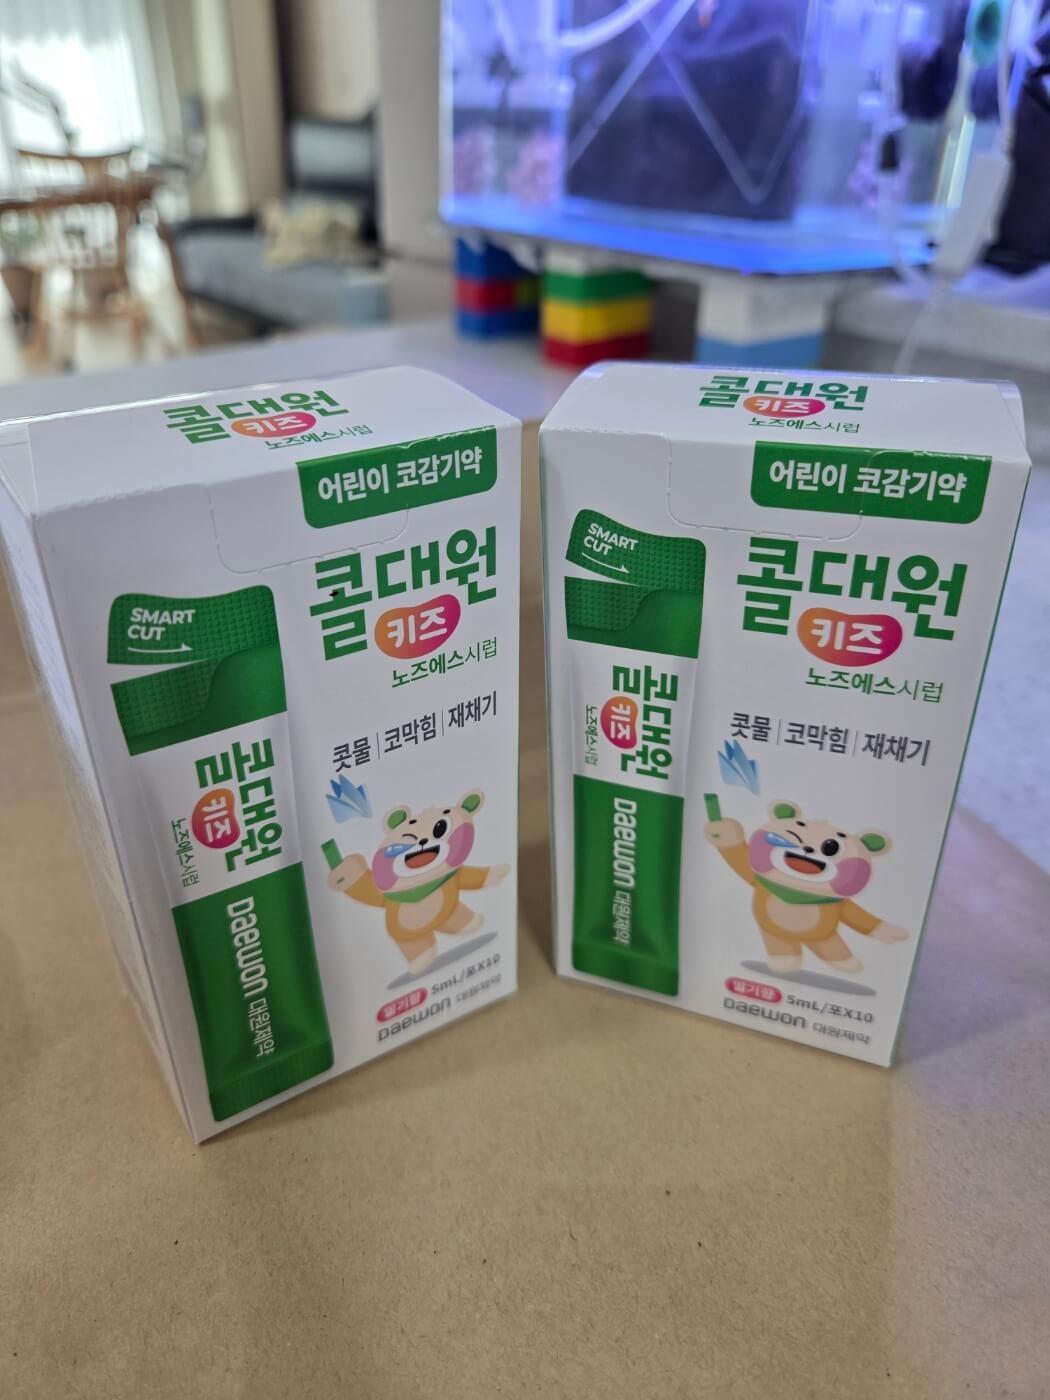 콜대원
키즈
노즈에스시럽
어린이 코감기약
SMART
CUT
콜대원
키즈
노즈에스시럽
콧물 | 코막힘 | 재채기
콜대원
키즈
노즈에스시럽
Daewon 대원제약
딸기향 5mL/포X10
Daewon 대원제약
콜대원
키즈
노즈에스시럽
어린이 코감기약
SMART
CUT
콜대원
키즈
노즈에스시럽
콧물 | 코막힘 | 재채기
콜대원
키즈
노즈에스시럽
Daewon 대원제약
딸기향 5mL/포X10
Daewon 대원제약